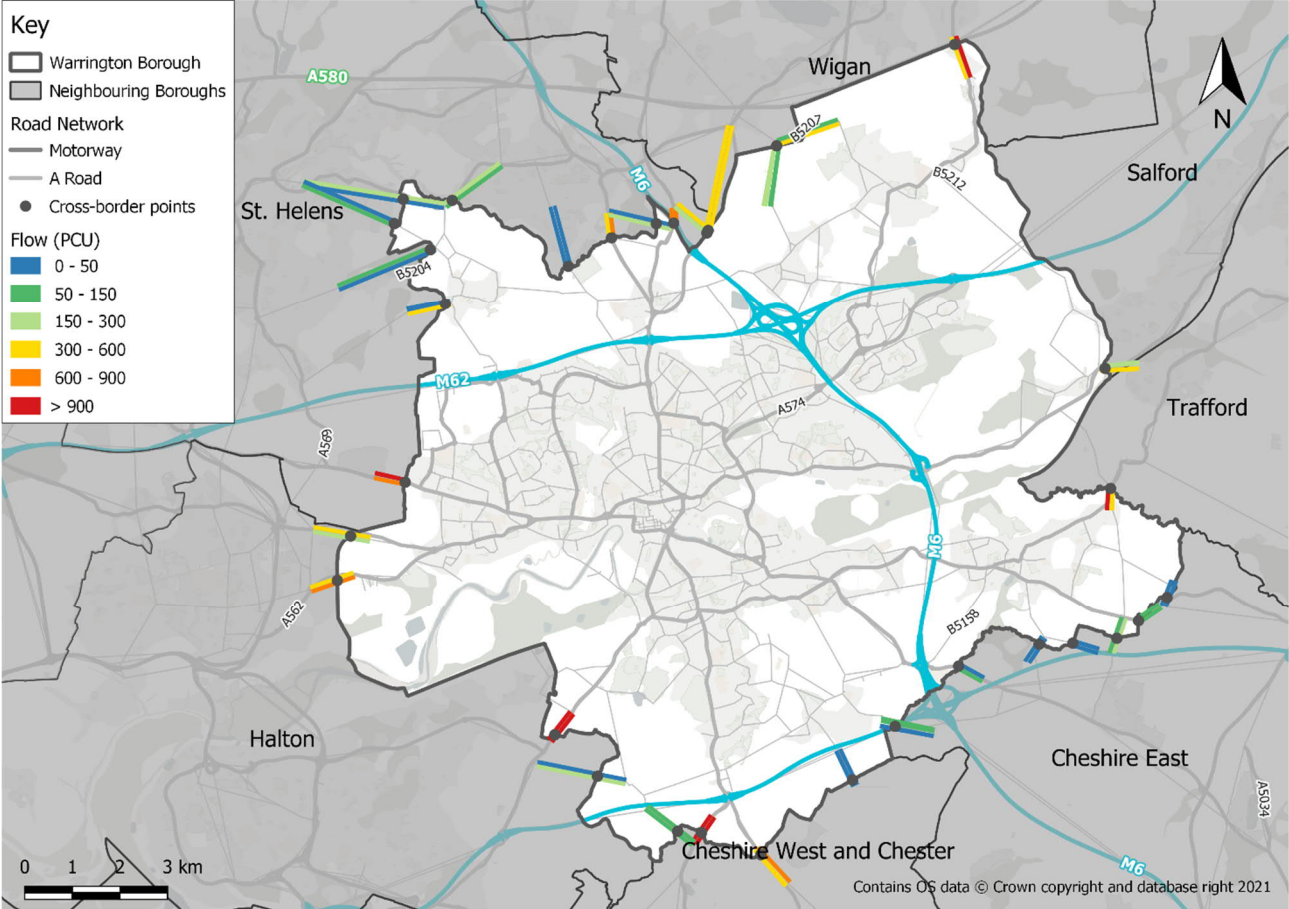 Key
Warrington Borough
Neighbouring Boroughs
Road Network
Motorway
A Road
Cross-border points
Flow (PCU)
0 - 50
50 - 150
150 - 300
300 - 600
600 - 900
> 900
A580
Wigan
N
B5207
M6
B5212
Salford
St. Helens
B5204
M62
A574
Trafford
A569
M6
A562
B5158
Halton
Cheshire East
A5034
Cheshire West and Chester
M6
0 1 2 3 km
Contains OS data © Crown copyright and database right 2021